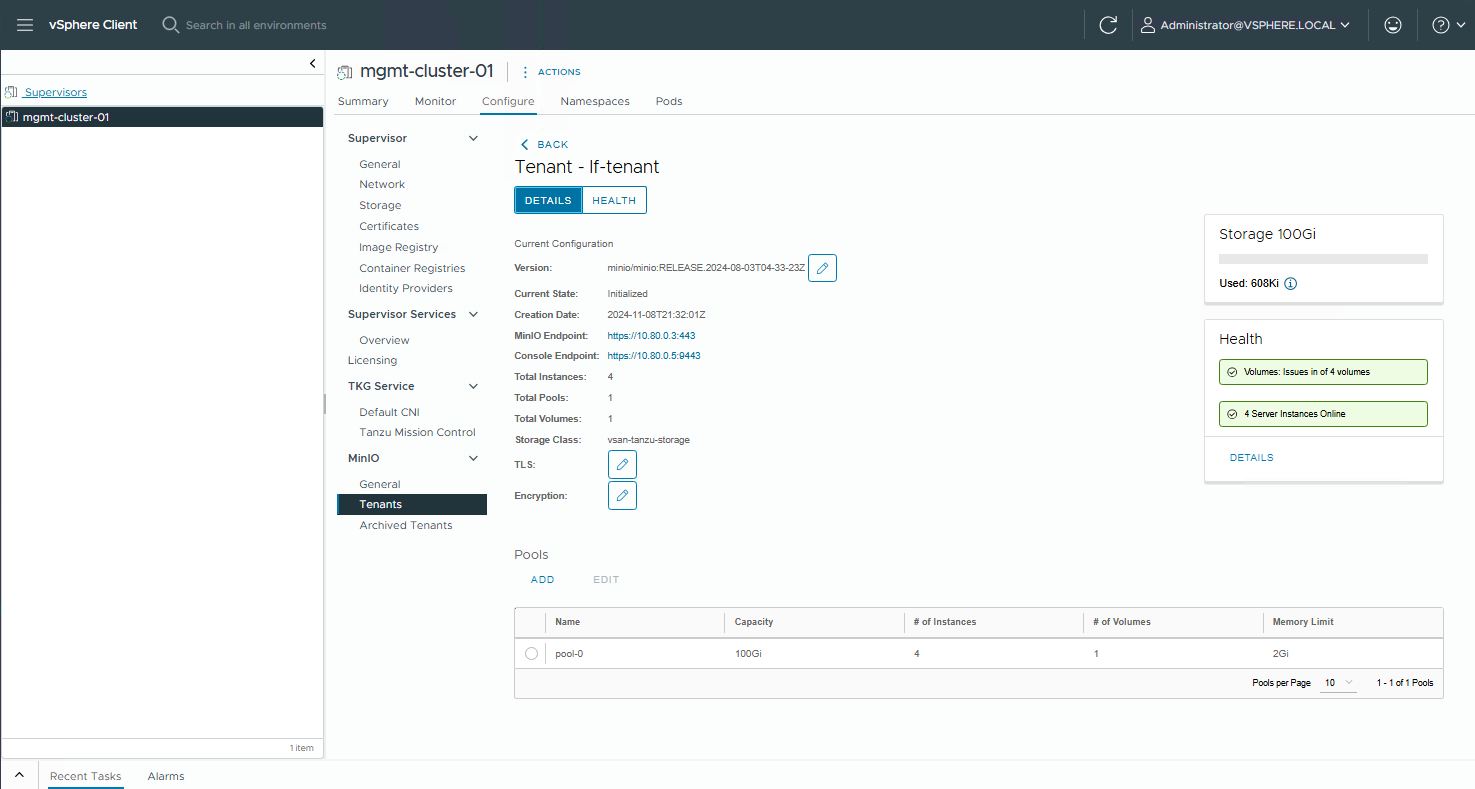 vSphere Client
Search in all environments
Administrator@VSPHERE.LOCAL
Supervisors
mgmt-cluster-01
1 item
mgmt-cluster-01
ACTIONS
Summary Monitor Configure Namespaces Pods
Supervisor
General
Network
Storage
Certificates
Image Registry
Container Registries
Identity Providers
Supervisor Services
Overview
Licensing
TKG Service
Default CNI
Tanzu Mission Control
MinIO
General
Tenants
Archived Tenants
BACK
Tenant - lf-tenant
DETAILS HEALTH
Current Configuration
Version: minio/minio:RELEASE.2024-08-03T04-33-23Z
Current State: Initialized
Creation Date: 2024-11-08T21:32:01Z
MinIO Endpoint: https://10.80.0.3:443
Console Endpoint: https://10.80.0.5:9443
Total Instances: 4
Total Pools: 1
Total Volumes: 1
Storage Class: vsan-tanzu-storage
TLS:
Encryption:
Storage 100Gi
Used: 608Ki
Health
Volumes: Issues in of 4 volumes
4 Server Instances Online
DETAILS
Pools
ADD EDIT
Name Capacity # of Instances # of Volumes Memory Limit
pool-0 100Gi 4 1 2Gi
Pools per Page 10 1 - 1 of 1 Pools
Recent Tasks Alarms